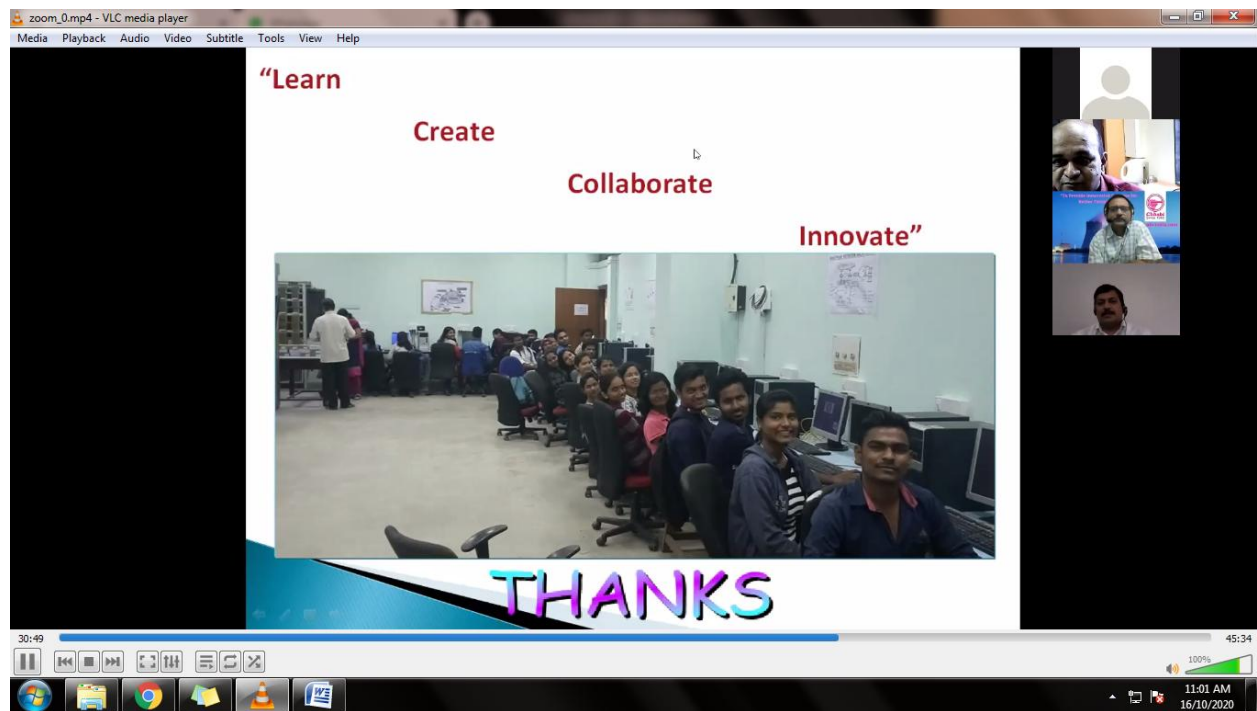 zoom_0.mp4 - VLC media player
Media Playback Audio Video Subtitle Tools View Help
“Learn
Create
Collaborate
Innovate”
THANKS
30:49
45:34
100%
11:01 AM
16/10/2020